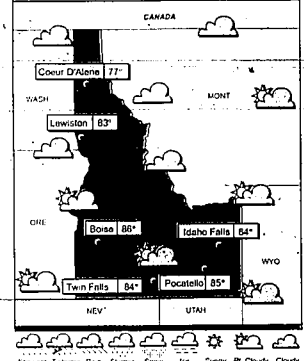 CANADA
Coeur D'Alene 77°
WASH
MONT
Lewiston 83°
ORE
Boise 86°
Idaho Falls 84°
WYO
Twin Falls 84°
Pocatello 85°
NEV
UTAH
Sunny Pt. Cloudy Cloudy